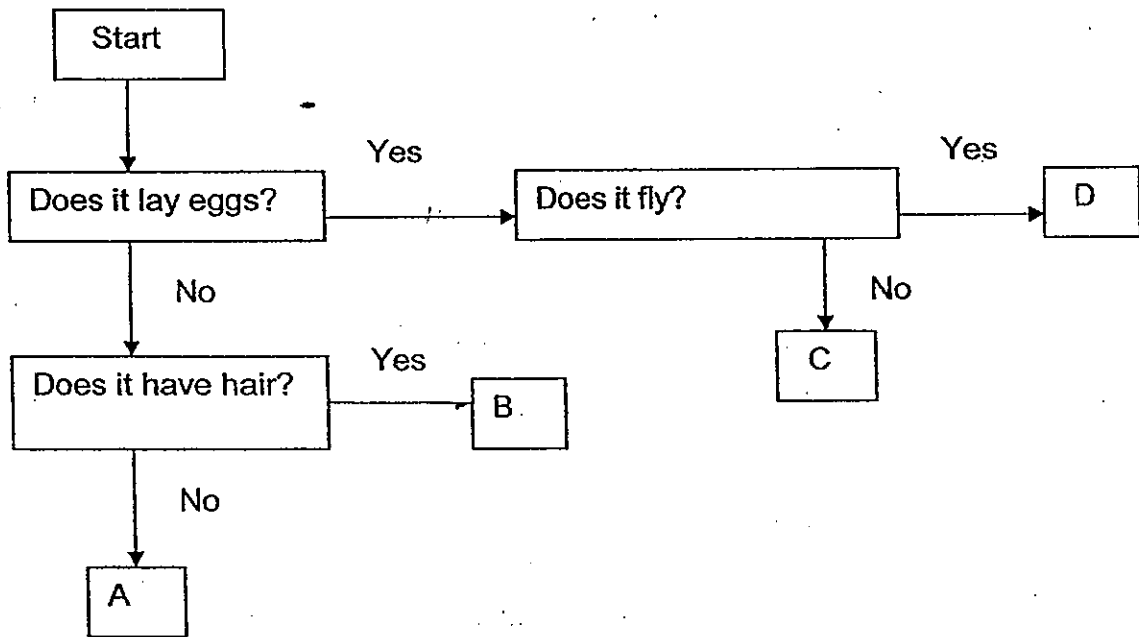 Start
Yes
Yes
Does it lay eggs?
Does it fly?
D
No
No
Does it have hair?
Yes
C
B
No
A